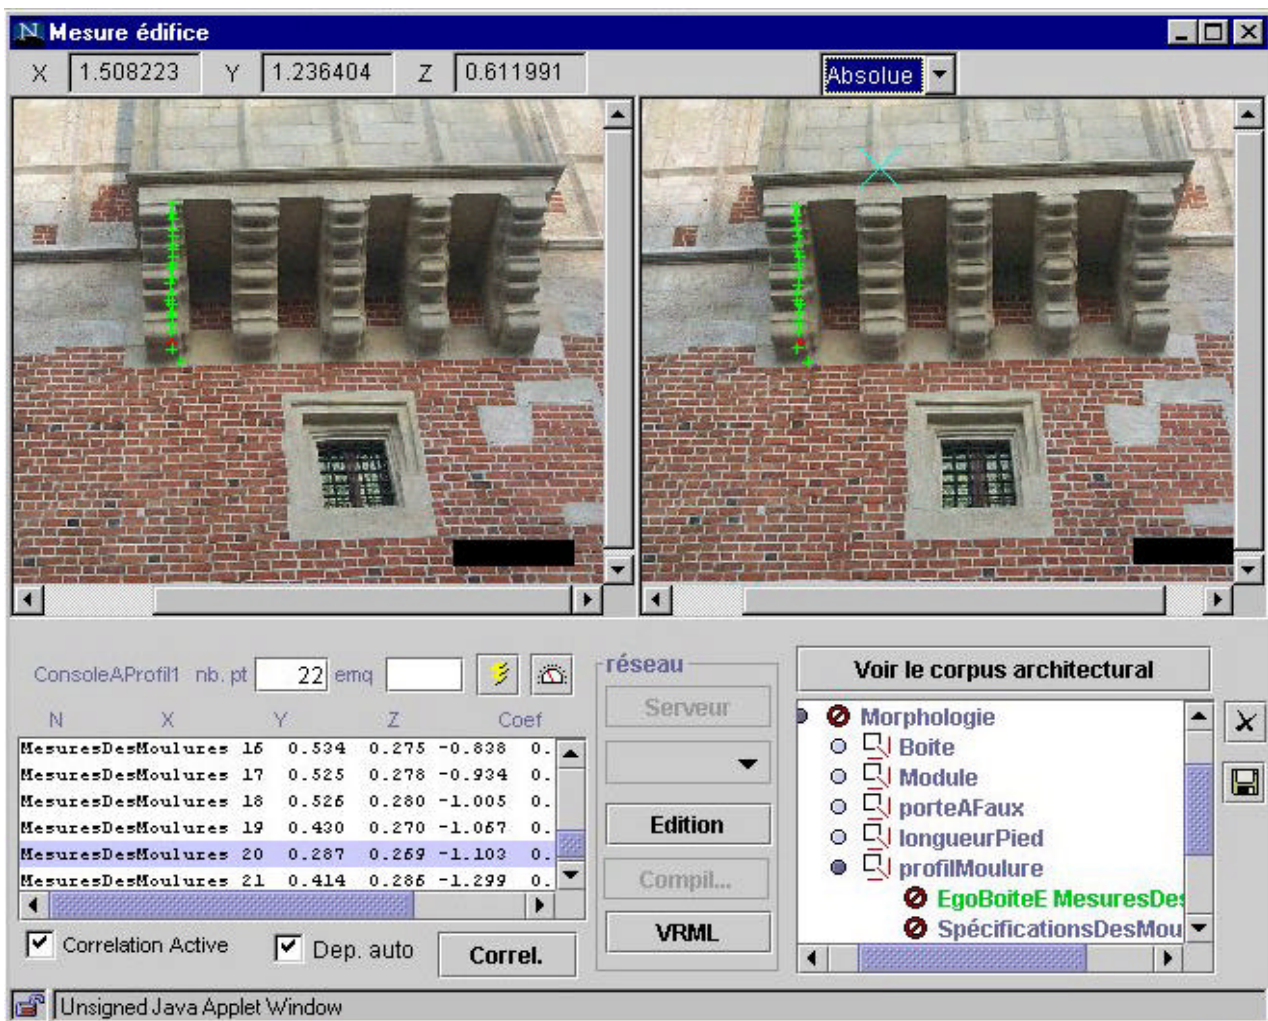 Mesure édifice
X 1.508223 Y 1.236404 Z 0.611991 Absolue
ConsoleAProfil1 nb. pt 22 emq
N X Y Z Coef
MesuresDesMoulures 16 0.534 0.275 -0.838 0.
MesuresDesMoulures 17 0.525 0.278 -0.934 0.
MesuresDesMoulures 18 0.526 0.280 -1.005 0.
MesuresDesMoulures 19 0.430 0.270 -1.067 0.
MesuresDesMoulures 20 0.287 0.269 -1.103 0.
MesuresDesMoulures 21 0.414 0.286 -1.299 0.
Correlation Active Dep. auto Correl.
réseau
Serveur
Edition
Compil...
VRML
Voir le corpus architectural
Morphologie
Boite
Module
porteAFaux
longueurPied
profilMoulure
EgoBoiteE MesuresDes
SpécificationsDesMou
Unsigned Java Applet Window